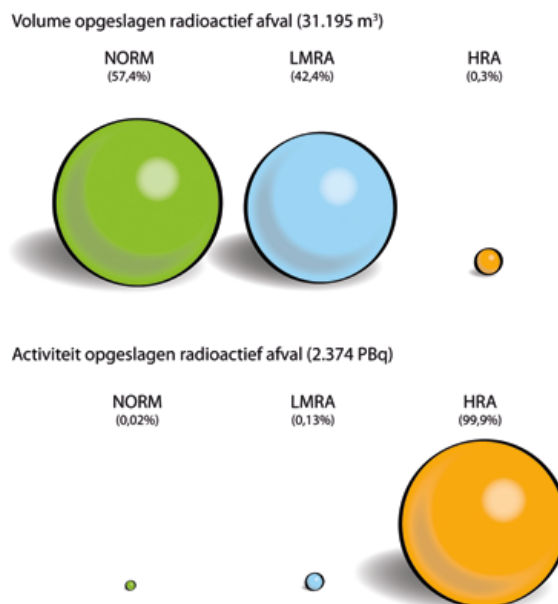 Volume opgeslagen radioactief afval (31.195 m³)
NORM
(57,4%)
LMRA
(42,4%)
HRA
(0,3%)
Activiteit opgeslagen radioactief afval (2.374 PBq)
NORM
(0,02%)
LMRA
(0,13%)
HRA
(99,9%)